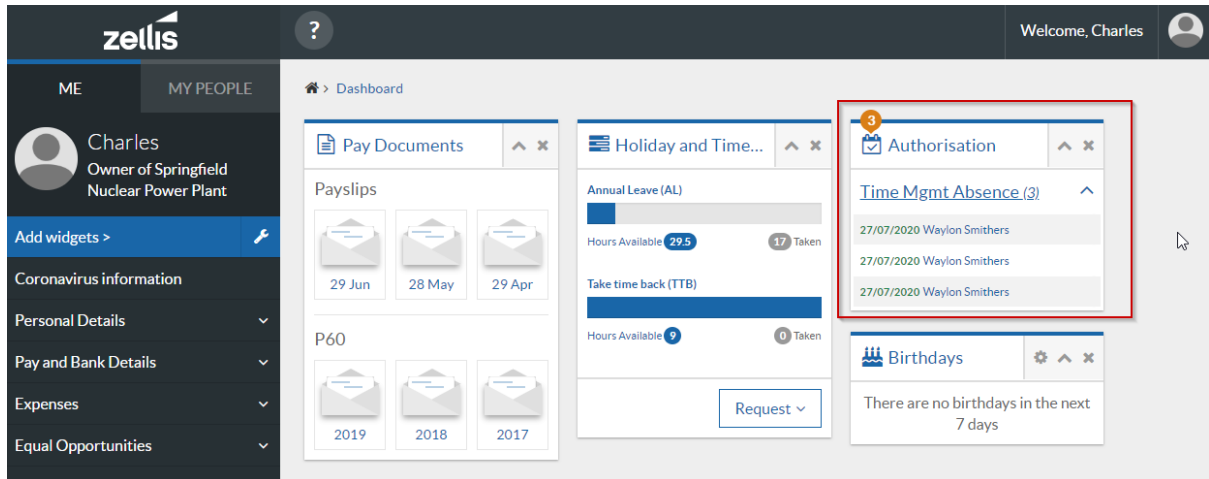 zellis
?
Welcome, Charles
ME
MY PEOPLE
Charles
Owner of Springfield
Nuclear Power Plant
Add widgets >
Coronavirus information
Personal Details
Pay and Bank Details
Expenses
Equal Opportunities
> Dashboard
Pay Documents
Payslips
29 Jun
28 May
29 Apr
P60
2019
2018
2017
Holiday and Time...
Annual Leave (AL)
Hours Available 29.5
17 Taken
Take time back (TTB)
Hours Available 9
0 Taken
Request
3
Authorisation
Time Mgmt Absence (3)
27/07/2020 Waylon Smithers
27/07/2020 Waylon Smithers
27/07/2020 Waylon Smithers
Birthdays
There are no birthdays in the next
7 days